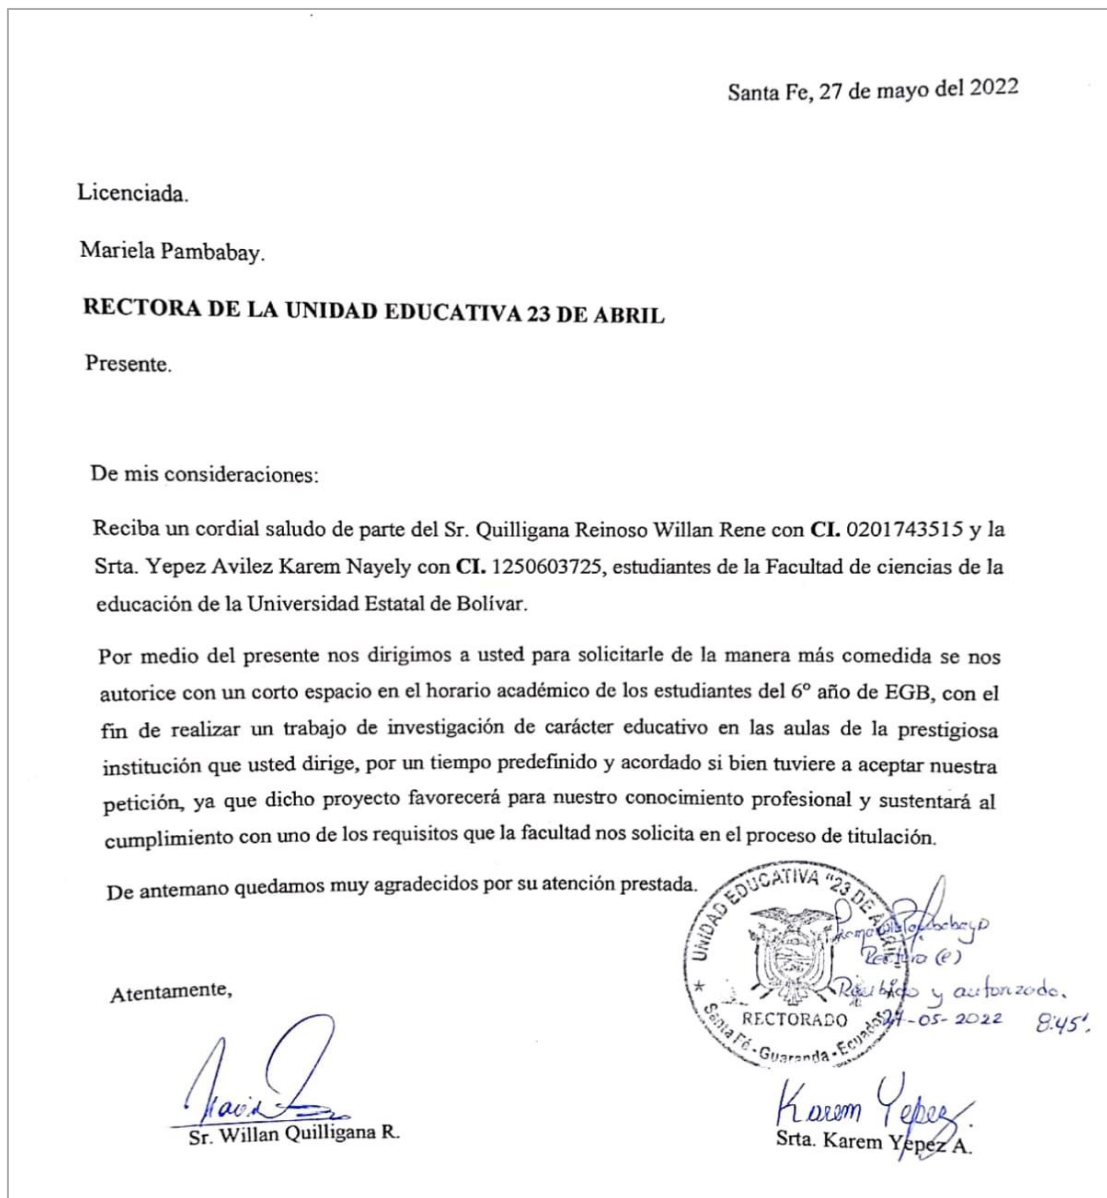 Santa Fe, 27 de mayo del 2022
Licenciada.
Mariela Pambabay.
RECTORA DE LA UNIDAD EDUCATIVA 23 DE ABRIL
Presente.
De mis consideraciones:
Reciba un cordial saludo de parte del Sr. Quilligana Reinoso Willan Rene con CI. 0201743515 y la
Srta. Yepez Avilez Karem Nayely con CI. 1250603725, estudiantes de la Facultad de ciencias de la
educación de la Universidad Estatal de Bolívar.
Por medio del presente nos dirigimos a usted para solicitarle de la manera más comedida se nos
autorice con un corto espacio en el horario académico de los estudiantes del 6º año de EGB, con el
fin de realizar un trabajo de investigación de carácter educativo en las aulas de la prestigiosa
institución que usted dirige, por un tiempo predefinido y acordado si bien tuviere a aceptar nuestra
petición, ya que dicho proyecto favorecerá para nuestro conocimiento profesional y sustentará al
cumplimiento con uno de los requisitos que la facultad nos solicita en el proceso de titulación.
De antemano quedamos muy agradecidos por su atención prestada.
UNIDAD EDUCATIVA "23 DE ABRIL"
(e)
Recibido y autorizado.
RECTORADO
27-05-2022 8:45'.
Santa Fé - Guaranda - Ecuador
Atentamente,
Karem Yepez.
Sr. Willan Quilligana R.
Srta. Karem Yepez A.